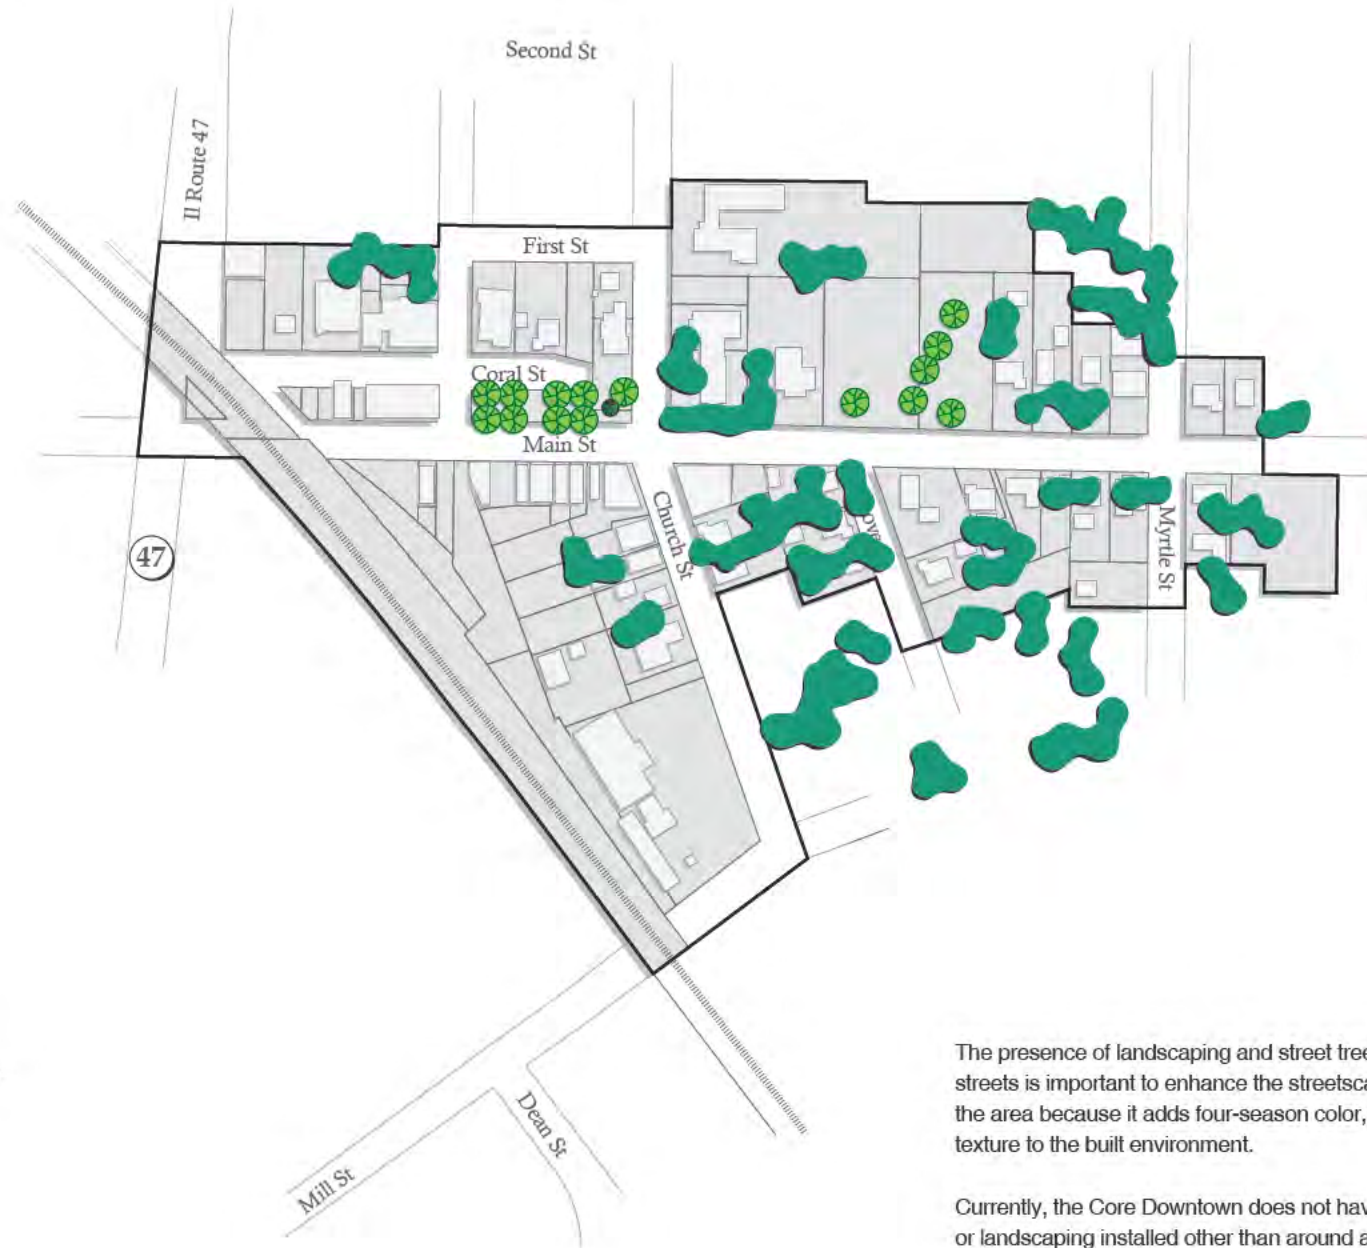 Second St
Il Route 47
First St
Coral St
Main St
Church St
Myrtle St
47
Dean St
Mill St
The presence of landscaping and street tree
streets is important to enhance the streetsca
the area because it adds four-season color,
texture to the built environment.
Currently, the Core Downtown does not hav
or landscaping installed other than around a